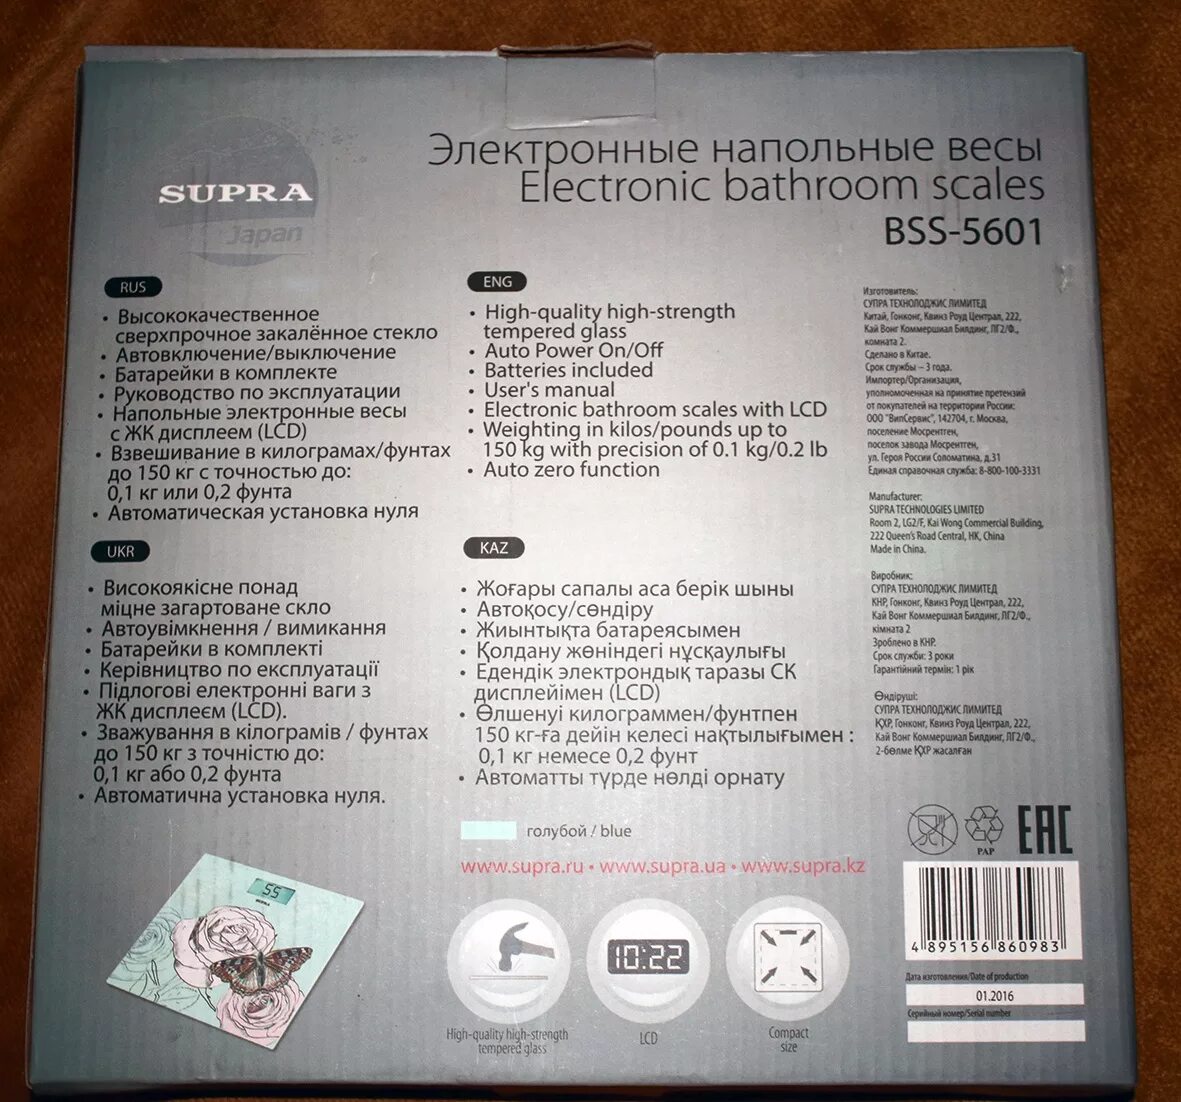 SUPRA
Japan
Электронные напольные весы
Electronic bathroom scales
BSS-5601
RUS
• Высококачественное
сверхпрочное закалённое стекло
• Автовключение/выключение
• Батарейки в комплекте
• Руководство по эксплуатации
• Напольные электронные весы
с ЖК дисплеем (LCD)
• Взвешивание в килограмах/фунтах
до 150 кг с точностью до:
0,1 кг или 0,2 фунта
• Автоматическая установка нуля
ENG
• High-quality high-strength
tempered glass
• Auto Power On/Off
• Batteries included
• User's manual
• Electronic bathroom scales with LCD
• Weighting in kilos/pounds up to
150 kg with precision of 0.1 kg/0.2 lb
• Auto zero function
UKR
• Високоякісне понад
міцне загартоване скло
• Автоувімкнення / вимикання
• Батарейки в комплекті
• Керівництво по експлуатації
• Підлогові електронні ваги з
ЖК дисплеєм (LCD).
• Зважування в кілограмів / фунтах
до 150 кг з точністю до:
0,1 кг або 0,2 фунта
• Автоматична установка нуля.
KAZ
• Жоғары сапалы аса берік шыны
• Автоқосу/сөндіру
• Жиынтықта батареясымен
• Қолдану жөніндегі нұсқаулығы
• Едендік электрондық таразы СК
дисплейімен (LCD)
• Өлшенуі килограммен/фунтпен
150 кг-ға дейін келесі нақтылығымен :
0,1 кг немесе 0,2 фунт
• Автоматты түрде нөлді орнату
Изготовитель:
СУПРА ТЕХНОЛОДЖИС ЛИМИТЕД
Китай, Гонконг, Квинз Роуд Централ, 222,
Кай Вонг Коммершиал Билдинг, ЛГ2/Ф.,
комната 2.
Сделано в Китае.
Срок службы – 3 года.
Импортер/Организация,
уполномоченная на принятие претензий
от покупателей на территории России:
ООО "ВипСервис", 142704, г. Москва,
поселение Мосрентген,
поселок завода Мосрентген,
ул. Героя России Соломатина, д.31
Единая справочная служба: 8-800-100-3331
Manufacturer:
SUPRA TECHNOLOGIES LIMITED
Room 2, LG2/F, Kai Wong Commercial Building,
222 Queen's Road Central, HK, China
Made in China.
Виробник:
СУПРА ТЕХНОЛОДЖИС ЛИМИТЕД
КНР, Гонконг, Квинз Роуд Централ, 222,
Кай Вонг Коммершиал Билдинг, ЛГ2/Ф.,
кімната 2
Зроблено в КНР.
Срок служби: 3 роки
Гарантійний термін: 1 рік
Өндіруші:
СУПРА ТЕХНОЛОДЖИС ЛИМИТЕД
ҚХР, Гонконг, Квинз Роуд Централ, 222,
Кай Вонг Коммершиал Билдинг, ЛГ2/Ф.,
2-бөлме ҚХР жасалған
голубой / blue
www.supra.ru • www.supra.ua • www.supra.kz
PAP
EAC
4 895156 860983
Дата изготовления/Date of production
01.2016
Серийный номер/Serial number
55
SUPRA
10:22
High-quality high-strength
tempered glass
LCD
Compact
size